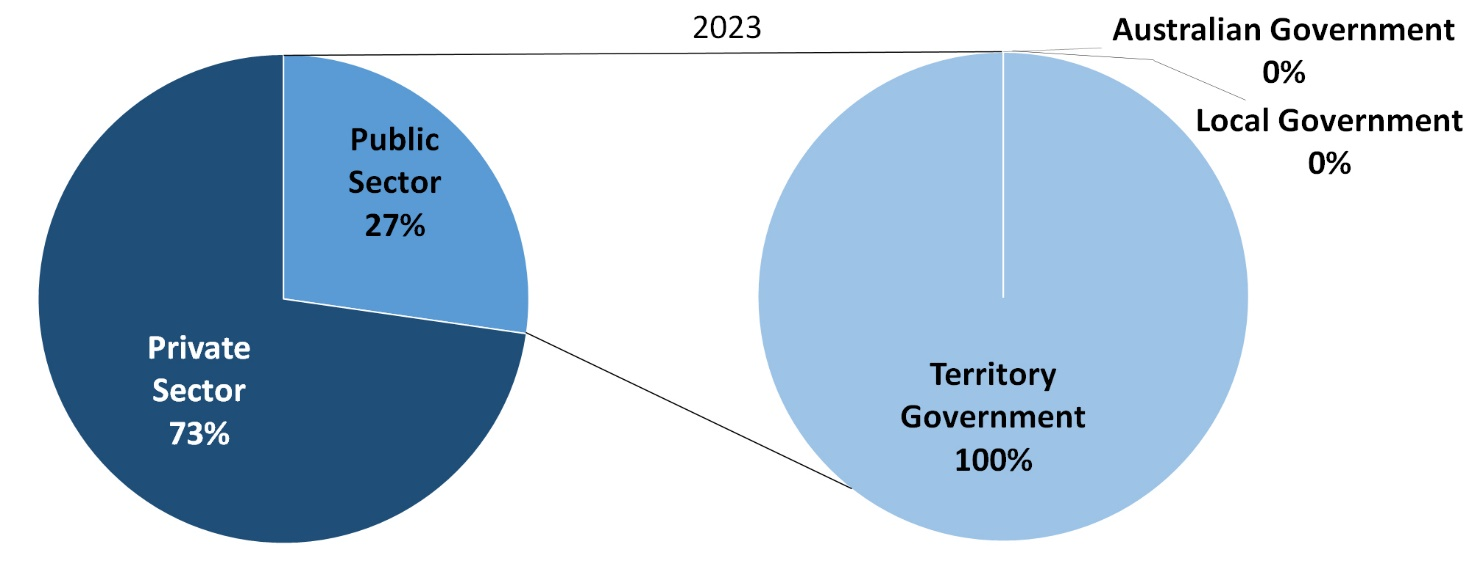 2023
Australian Government
0%
Local Government
0%
Public
Sector
27%
Private
Sector
73%
Territory
Government
100%